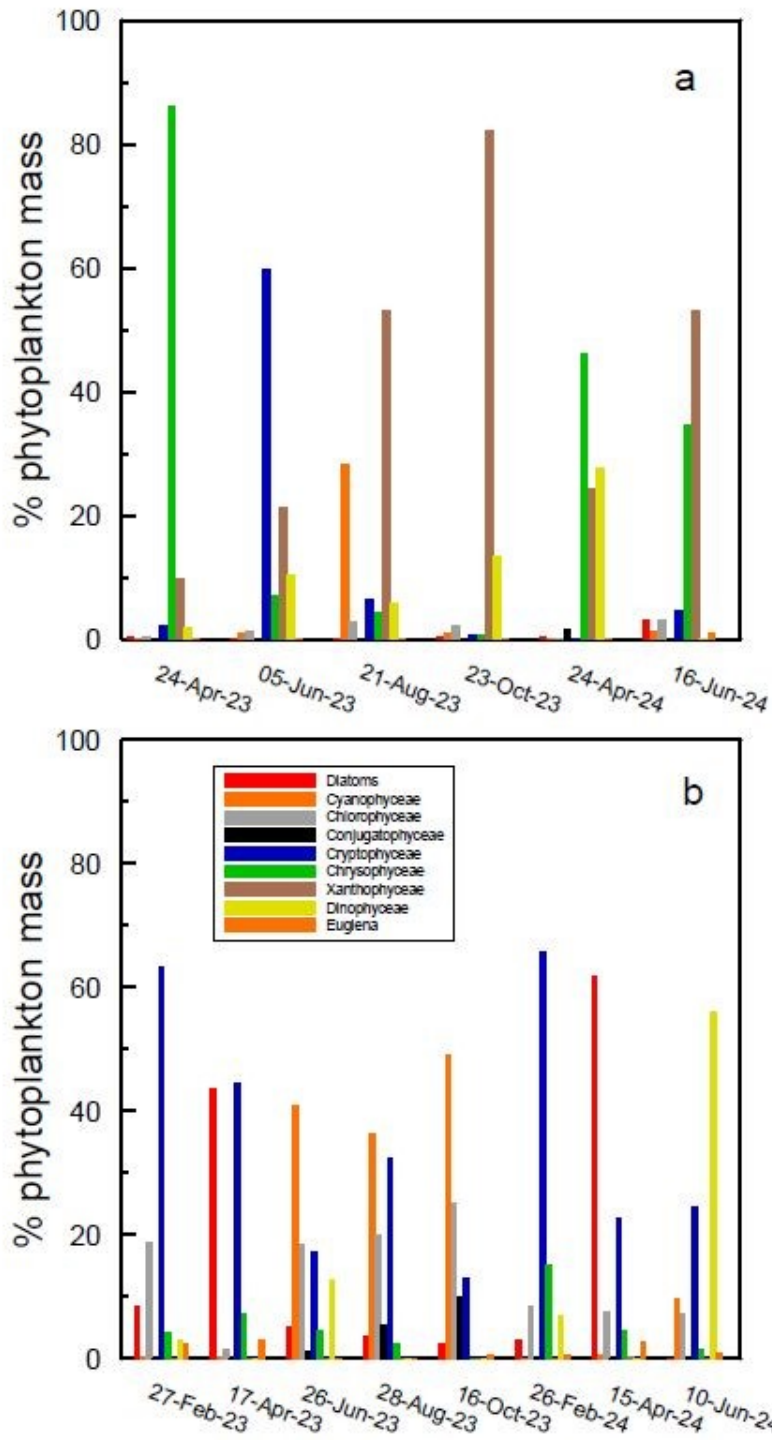 100
80
60
40
20
0
% phytoplankton mass
a
24-Apr-23
05-Jun-23
21-Aug-23
23-Oct-23
24-Apr-24
16-Jun-24
100
80
60
40
20
0
% phytoplankton mass
b
Diatoms
Cyanophyceae
Chlorophyceae
Conjugatophyceae
Cryptophyceae
Chrysophyceae
Xanthophyceae
Dinophyceae
Euglena
27-Feb-23
17-Apr-23
26-Jun-23
28-Aug-23
16-Oct-23
26-Feb-24
15-Apr-24
10-Jun-24